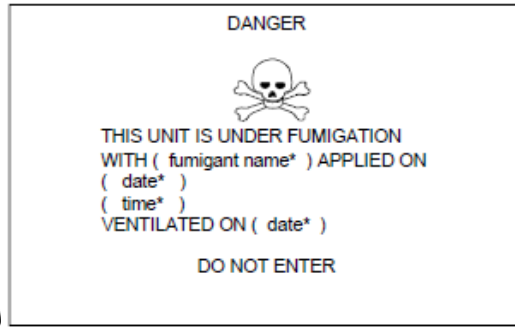 DANGER
THIS UNIT IS UNDER FUMIGATION
WITH ( fumigant name* ) APPLIED ON
( date* )
( time* )
VENTILATED ON ( date* )
DO NOT ENTER